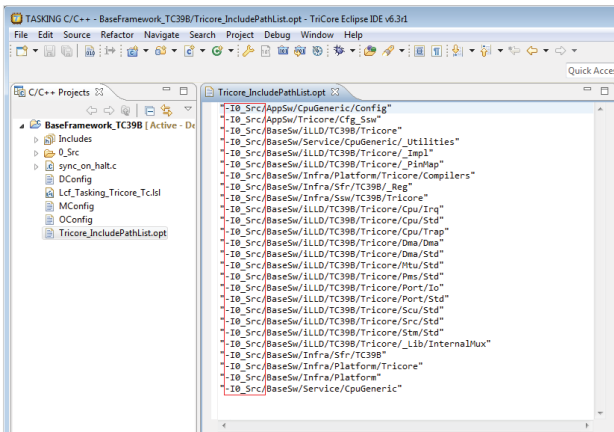 TASKING C/C++ - BaseFramework_TC39B/Tricore_IncludePathList.opt - TriCore Eclipse IDE v6.3r1
File Edit Source Refactor Navigate Search Project Debug Window Help
Quick Acce
C/C++ Projects
BaseFramework_TC39B [ Active - De
Includes
0_Src
sync_on_halt.c
DConfig
Lcf_Tasking_Tricore_Tc.lsl
MConfig
OConfig
Tricore_IncludePathList.opt
Tricore_IncludePathList.opt
"-I0_Src/AppSw/CpuGeneric/Config"
"-I0_Src/AppSw/Tricore/Cfg_Ssw"
"-I0_Src/BaseSw/iLLD/TC39B/Tricore"
"-I0_Src/BaseSw/Service/CpuGeneric/_Utilities"
"-I0_Src/BaseSw/iLLD/TC39B/Tricore/_Impl"
"-I0_Src/BaseSw/iLLD/TC39B/Tricore/_PinMap"
"-I0_Src/BaseSw/Infra/Platform/Tricore/Compilers"
"-I0_Src/BaseSw/Infra/Sfr/TC39B/_Reg"
"-I0_Src/BaseSw/Infra/Ssw/TC39B/Tricore"
"-I0_Src/BaseSw/iLLD/TC39B/Tricore/Cpu/Irq"
"-I0_Src/BaseSw/iLLD/TC39B/Tricore/Cpu/Std"
"-I0_Src/BaseSw/iLLD/TC39B/Tricore/Cpu/Trap"
"-I0_Src/BaseSw/iLLD/TC39B/Tricore/Dma/Dma"
"-I0_Src/BaseSw/iLLD/TC39B/Tricore/Dma/Std"
"-I0_Src/BaseSw/iLLD/TC39B/Tricore/Mtu/Std"
"-I0_Src/BaseSw/iLLD/TC39B/Tricore/Pms/Std"
"-I0_Src/BaseSw/iLLD/TC39B/Tricore/Port/Io"
"-I0_Src/BaseSw/iLLD/TC39B/Tricore/Port/Std"
"-I0_Src/BaseSw/iLLD/TC39B/Tricore/Scu/Std"
"-I0_Src/BaseSw/iLLD/TC39B/Tricore/Src/Std"
"-I0_Src/BaseSw/iLLD/TC39B/Tricore/Stm/Std"
"-I0_Src/BaseSw/iLLD/TC39B/Tricore/_Lib/InternalMux"
"-I0_Src/BaseSw/Infra/Sfr/TC39B"
"-I0_Src/BaseSw/Infra/Platform/Tricore"
"-I0_Src/BaseSw/Infra/Platform"
"-I0_Src/BaseSw/Service/CpuGeneric"